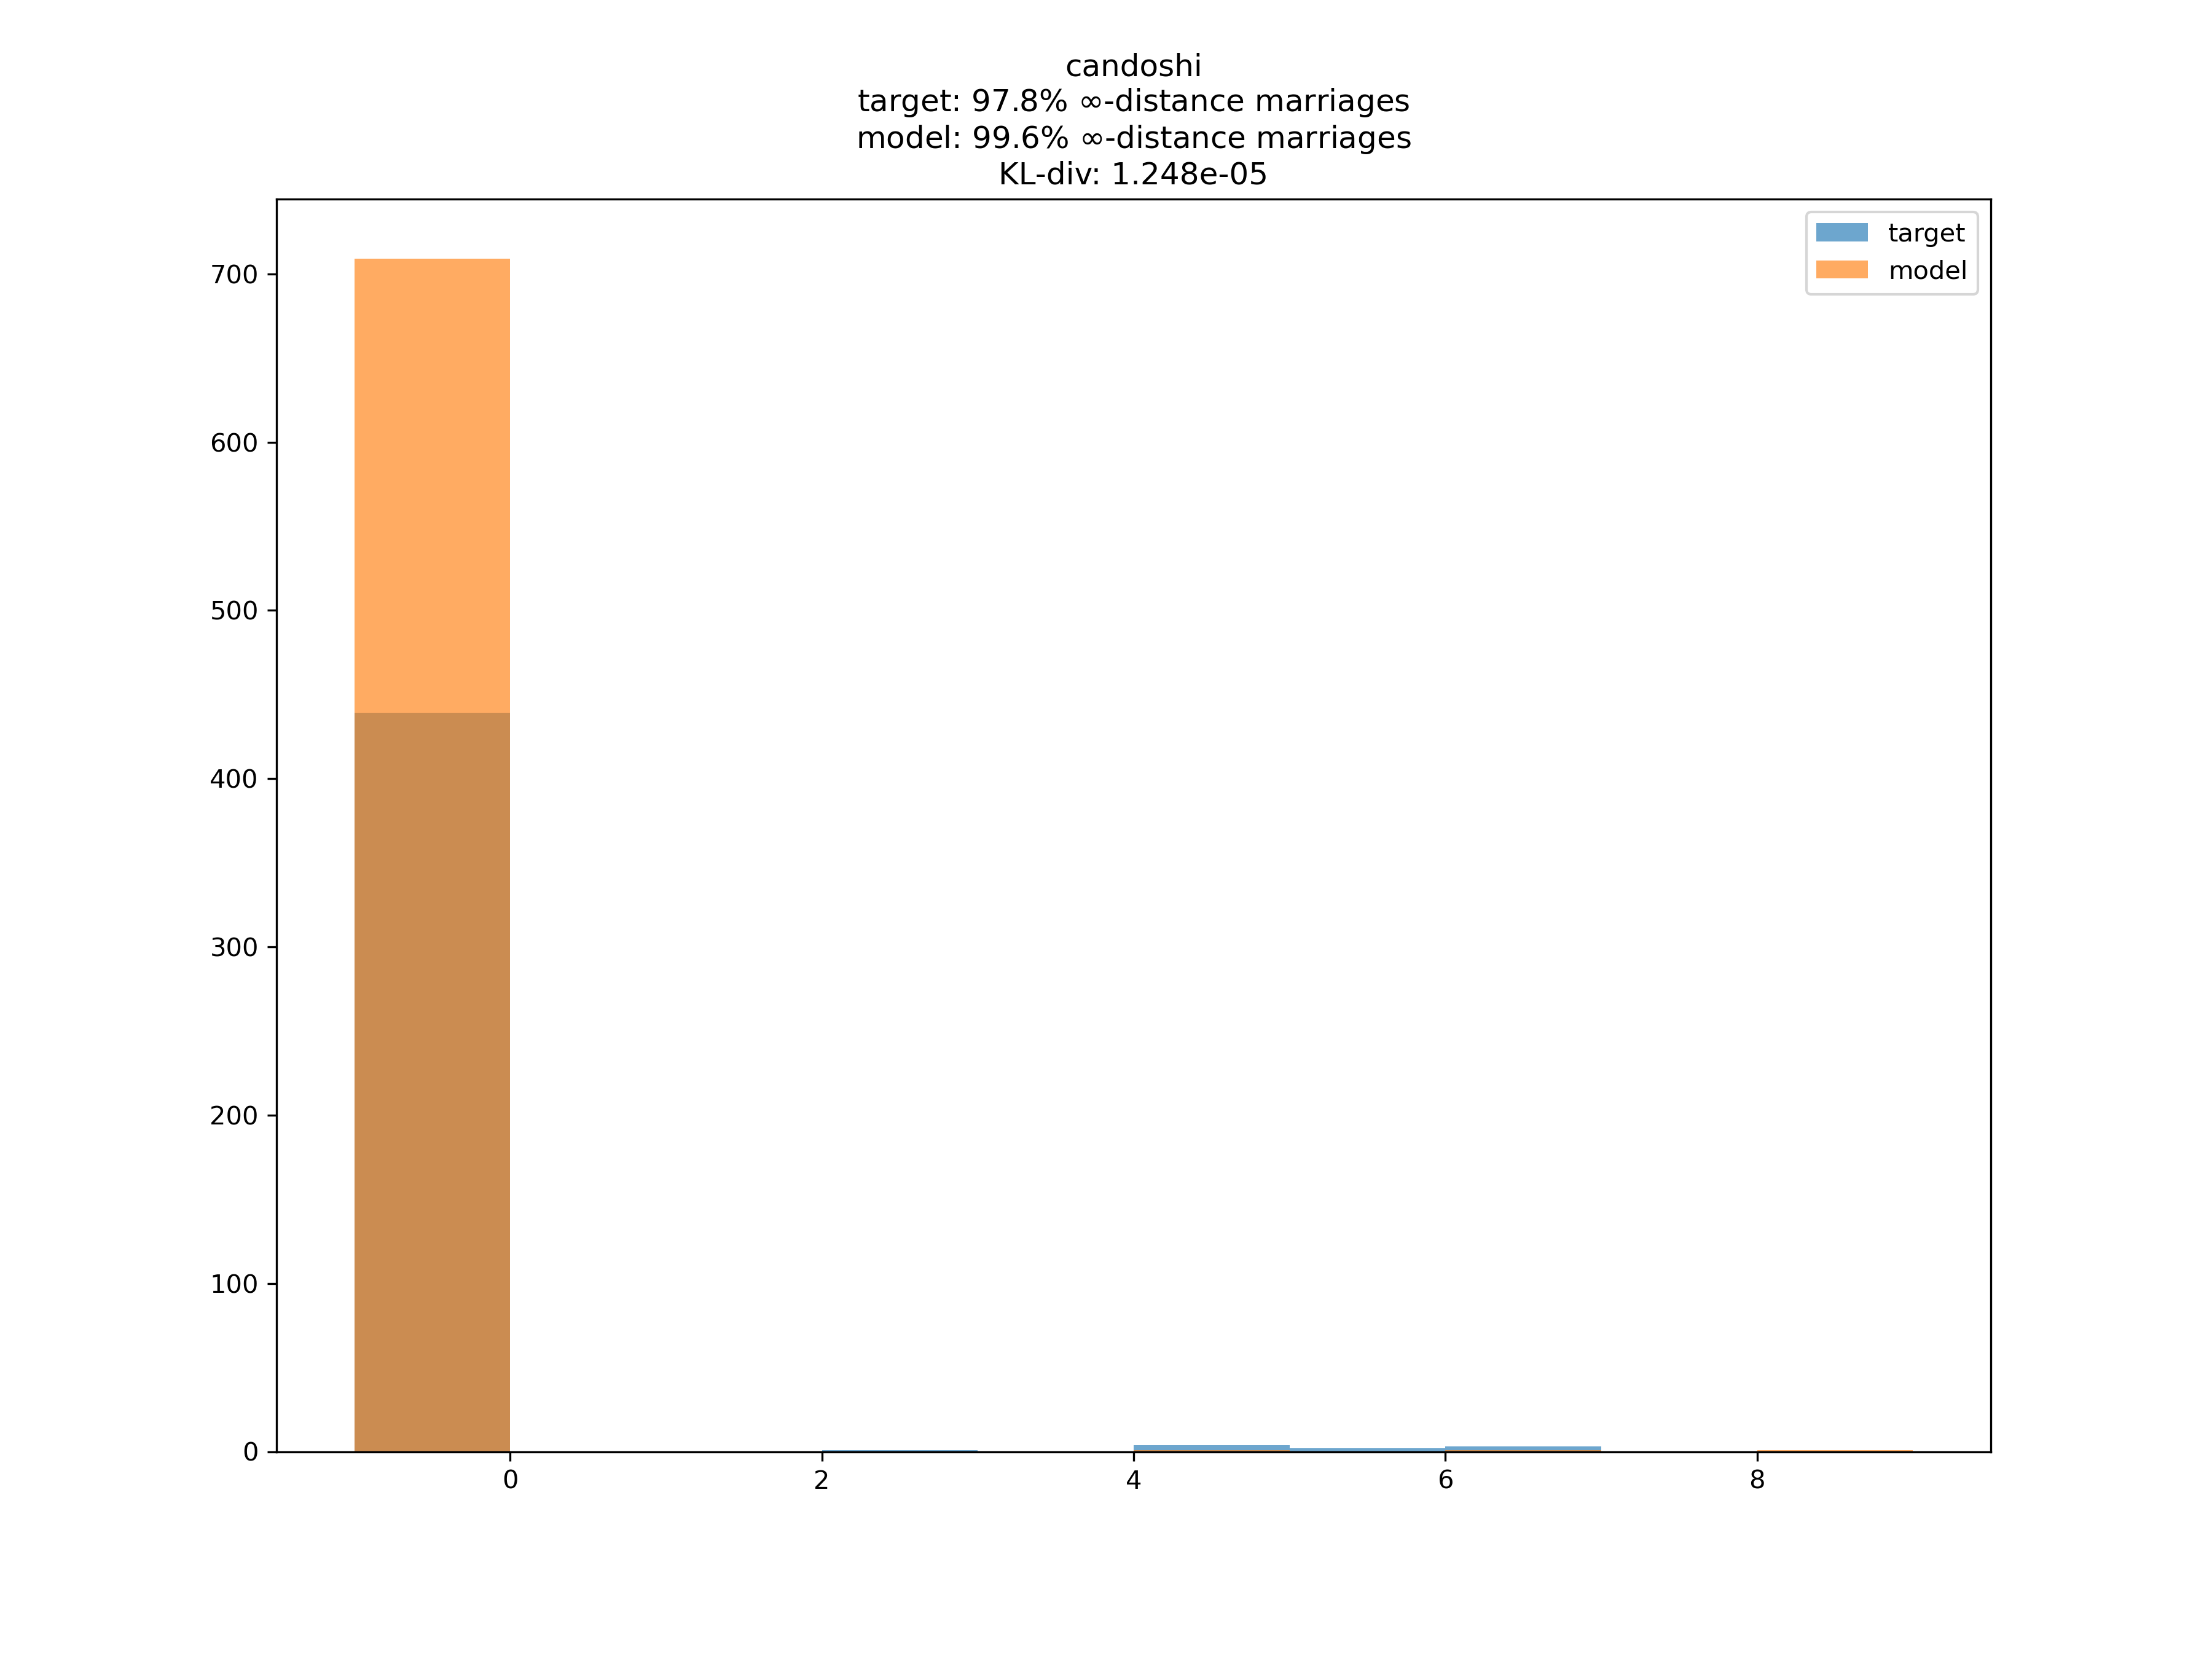 candoshi
target: 97.8% ∞-distance marriages
model: 99.6% ∞-distance marriages
KL-div: 1.248e-05
target
model
700
600
500
400
300
200
100
0
0 2 4 6 8